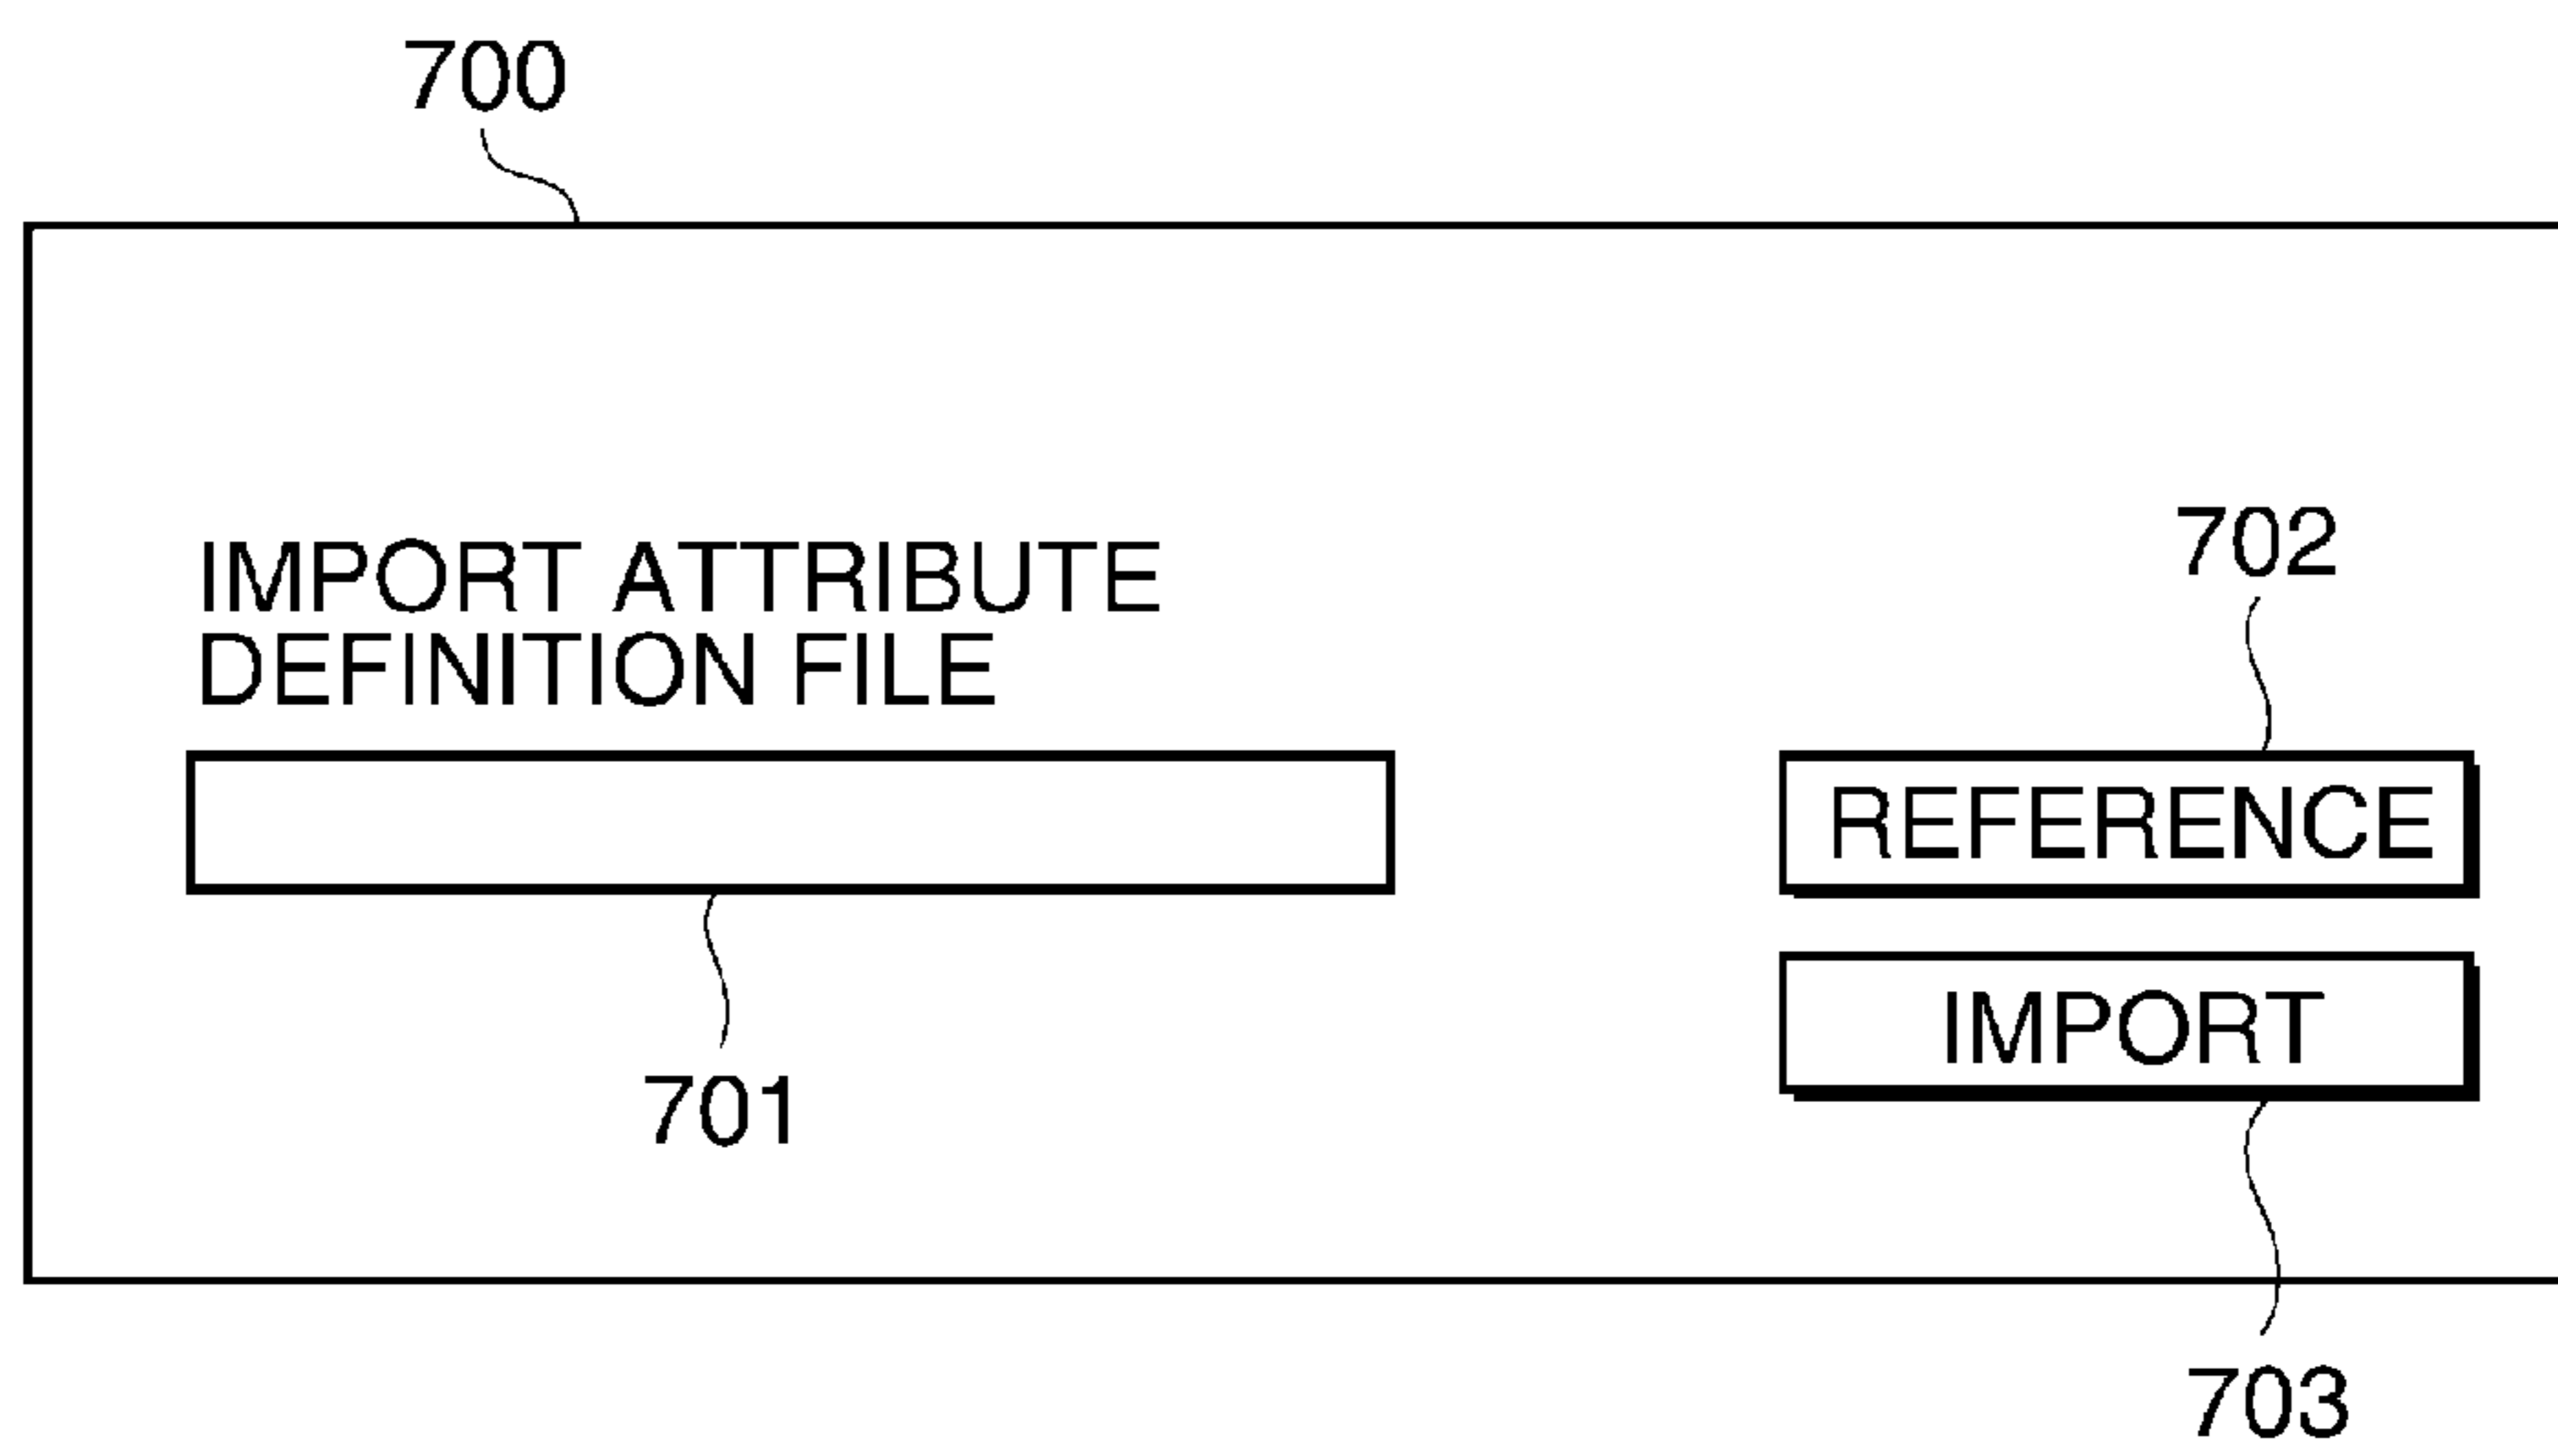 700
IMPORT ATTRIBUTE
DEFINITION FILE
702
REFERENCE
IMPORT
701
703